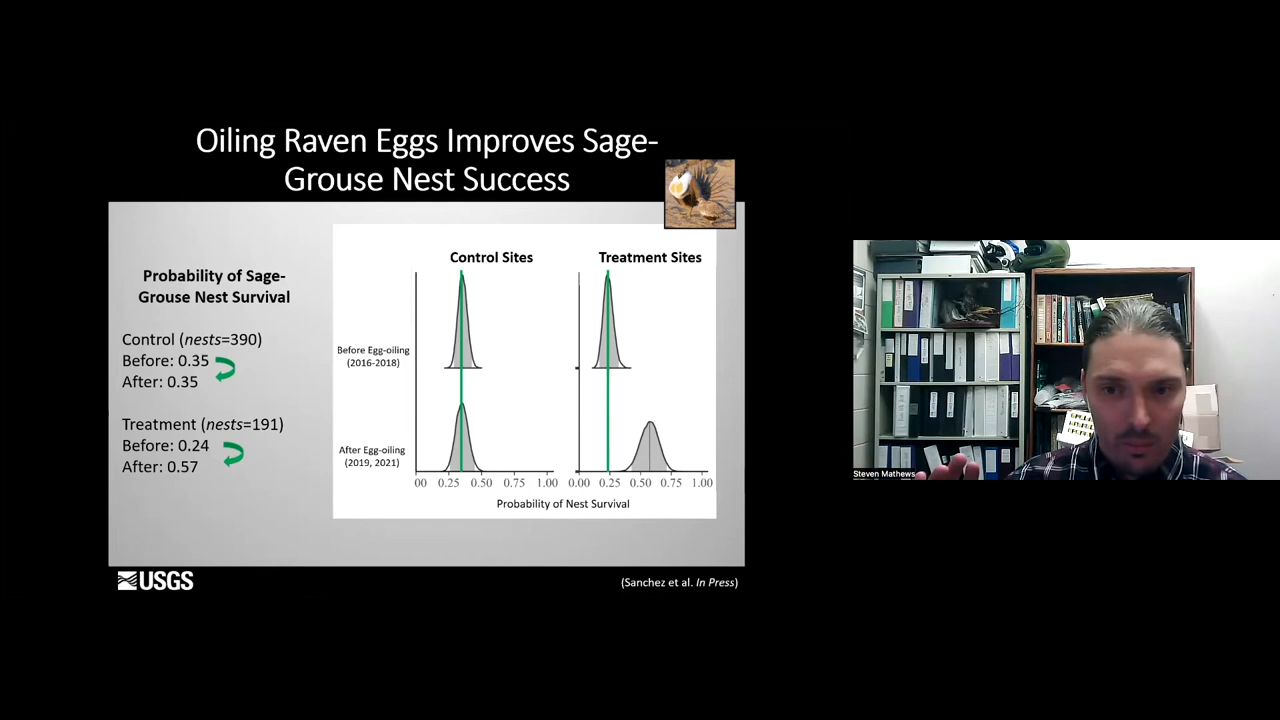 Oiling Raven Eggs Improves Sage-
Grouse Nest Success
Probability of Sage-
Grouse Nest Survival
Control (nests=390)
Before: 0.35
After: 0.35
Treatment (nests=191)
Before: 0.24
After: 0.57
Control Sites
Treatment Sites
Before Egg-oiling
(2016-2018)
After Egg-oiling
(2019, 2021)
00 0.25 0.50 0.75 1.00
0.00 0.25 0.50 0.75 1.00
Probability of Nest Survival
USGS
(Sanchez et al. In Press)
Steven Mathews